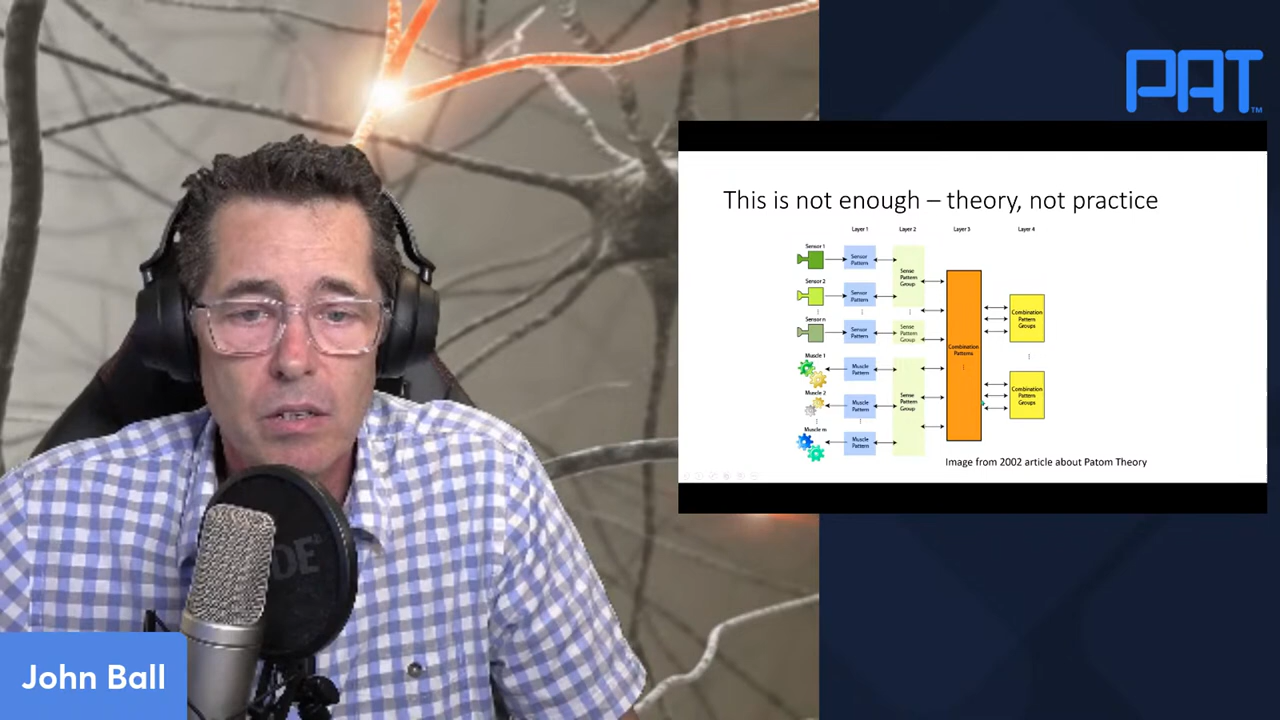 PAT™
This is not enough – theory, not practice
Layer 1 Layer 2 Layer 3 Layer 4
Sensor 1
Sensor
Pattern
Sense
Pattern
Group
Sensor 2
Sensor
Pattern
Combination
Pattern
Groups
Sensor n
Sensor
Pattern
Sense
Pattern
Group
Combination
Patterns
Muscle 1
Muscle
Pattern
Muscle 2
Muscle
Pattern
Sense
Pattern
Group
Combination
Pattern
Groups
Muscle m
Muscle
Pattern
Image from 2002 article about Patom Theory
DE
John Ball